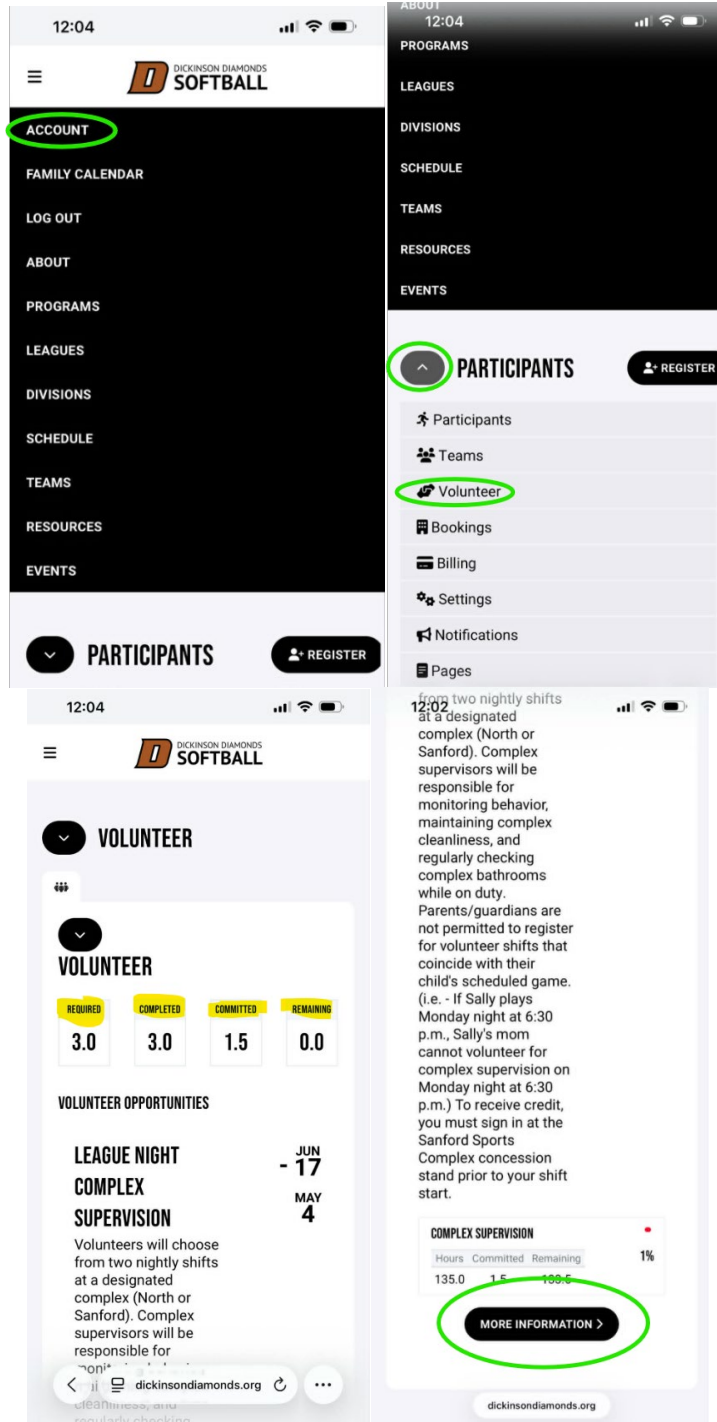 12:04
DICKINSON DIAMONDS
SOFTBALL
ACCOUNT
FAMILY CALENDAR
LOG OUT
ABOUT
PROGRAMS
LEAGUES
DIVISIONS
SCHEDULE
TEAMS
RESOURCES
EVENTS
PARTICIPANTS
REGISTER
ABOUT
12:04
PROGRAMS
LEAGUES
DIVISIONS
SCHEDULE
TEAMS
RESOURCES
EVENTS
PARTICIPANTS
REGISTER
Participants
Teams
Volunteer
Bookings
Billing
Settings
Notifications
Pages
12:04
DICKINSON DIAMONDS
SOFTBALL
VOLUNTEER
VOLUNTEER
REQUIRED COMPLETED COMMITTED REMAINING
3.0 3.0 1.5 0.0
VOLUNTEER OPPORTUNITIES
LEAGUE NIGHT
COMPLEX
SUPERVISION
JUN
- 17
MAY
4
Volunteers will choose
from two nightly shifts
at a designated
complex (North or
Sanford). Complex
supervisors will be
responsible for
dickinsondiamonds.org
cleanliness, and
regularly checking
from two nightly shifts
12:02
at a designated
complex (North or
Sanford). Complex
supervisors will be
responsible for
monitoring behavior,
maintaining complex
cleanliness, and
regularly checking
complex bathrooms
while on duty.
Parents/guardians are
not permitted to register
for volunteer shifts that
coincide with their
child's scheduled game.
(i.e. - If Sally plays
Monday night at 6:30
p.m., Sally's mom
cannot volunteer for
complex supervision on
Monday night at 6:30
p.m.) To receive credit,
you must sign in at the
Sanford Sports
Complex concession
stand prior to your shift
start.
COMPLEX SUPERVISION
Hours Committed Remaining
1%
135.0 1.5 133.5
MORE INFORMATION >
dickinsondiamonds.org